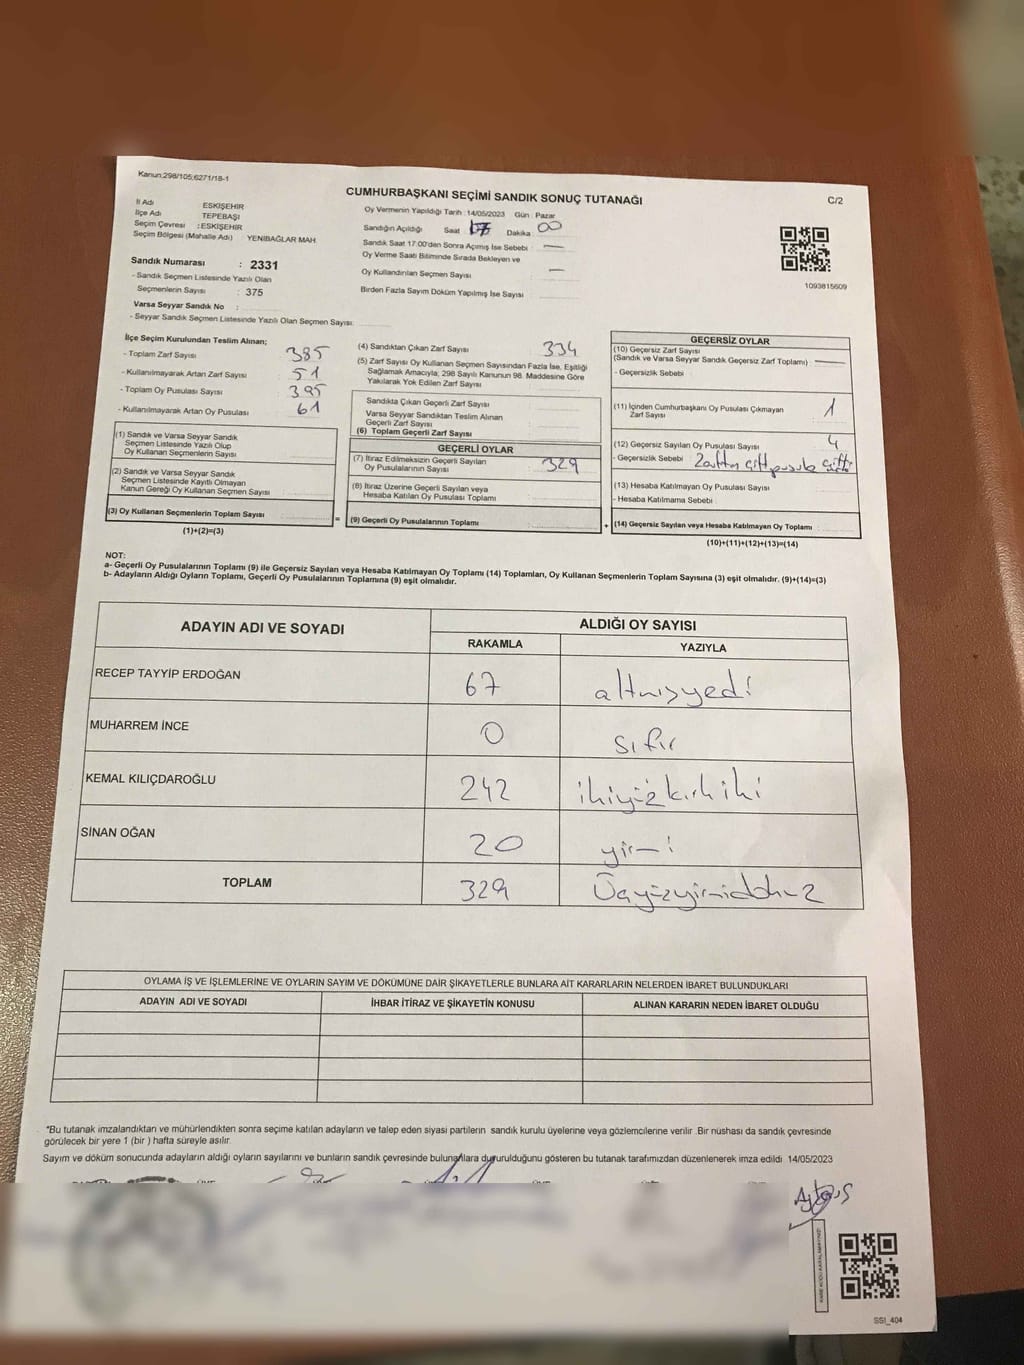 Kanun:298/105;6271/18-1
CUMHURBAŞKANI SEÇİMİ SANDIK SONUÇ TUTANAĞI
C/2
İl Adı : ESKİŞEHİR
İlçe Adı : TEPEBAŞI
Seçim Çevresi : ESKİŞEHİR
Seçim Bölgesi (Mahalle Adı) : YENİBAĞLAR MAH.
Oy Vermenin Yapıldığı Tarih : 14/05/2023 Gün : Pazar
Sandığın Açıldığı Saat 17 Dakika 00
Sandık Saat 17:00'den Sonra Açımış İse Sebebi : —
Oy Verme Saati Bitiminde Sırada Bekleyen ve
Oy Kullandırılan Seçmen Sayısı : —
Birden Fazla Sayım Döküm Yapılmış İse Sayısı :
1093815609
Sandık Numarası : 2331
- Sandık Seçmen Listesinde Yazılı Olan
Seçmenlerin Sayısı : 375
Varsa Seyyar Sandık No :
- Seyyar Sandık Seçmen Listesinde Yazılı Olan Seçmen Sayısı:
İlçe Seçim Kurulundan Teslim Alınan;
- Toplam Zarf Sayısı : 385
- Kullanılmayarak Artan Zarf Sayısı : 51
- Toplam Oy Pusulası Sayısı : 395
- Kullanılmayarak Artan Oy Pusulası : 61
(1) Sandık ve Varsa Seyyar Sandık
Seçmen Listesinde Yazılı Olup
Oy Kullanan Seçmenlerin Sayısı :
(2) Sandık ve Varsa Seyyar Sandık
Seçmen Listesinde Kayıtlı Olmayan
Kanun Gereği Oy Kullanan Seçmen Sayısı :
(3) Oy Kullanan Seçmenlerin Toplam Sayısı :
(1)+(2)=(3)
(4) Sandıktan Çıkan Zarf Sayısı : 334
(5) Zarf Sayısı Oy Kullanan Seçmen Sayısından Fazla İse, Eşitliği
Sağlamak Amacıyla, 298 Sayılı Kanunun 98. Maddesine Göre
Yakılarak Yok Edilen Zarf Sayısı :
Sandıkta Çıkan Geçerli Zarf Sayısı :
Varsa Seyyar Sandıktan Teslim Alınan
Geçerli Zarf Sayısı :
(6) Toplam Geçerli Zarf Sayısı :
GEÇERLİ OYLAR
(7) İtiraz Edilmeksizin Geçerli Sayılan
Oy Pusulalarının Sayısı : 329
(8) İtiraz Üzerine Geçerli Sayılan veya
Hesaba Katılan Oy Pusulası Toplamı :
= (9) Geçerli Oy Pusulalarının Toplamı :
GEÇERSİZ OYLAR
(10) Geçersiz Zarf Sayısı
(Sandık ve Varsa Seyyar Sandık Geçersiz Zarf Toplamı) : —
- Geçersizlik Sebebi :
(11) İçinden Cumhurbaşkanı Oy Pusulası Çıkmayan
Zarf Sayısı : 1
(12) Geçersiz Sayılan Oy Pusulası Sayısı : 4
- Geçersizlik Sebebi : Zarftan çift pusula çıktı
(13) Hesaba Katılmayan Oy Pusulası Sayısı :
- Hesaba Katılmama Sebebi :
+ (14) Geçersiz Sayılan veya Hesaba Katılmayan Oy Toplamı :
(10)+(11)+(12)+(13)=(14)
NOT:
a- Geçerli Oy Pusulalarının Toplamı (9) ile Geçersiz Sayılan veya Hesaba Katılmayan Oy Toplamı (14) Toplamları, Oy Kullanan Seçmenlerin Toplam Sayısına (3) eşit olmalıdır. (9)+(14)=(3)
b- Adayların Aldığı Oyların Toplamı, Geçerli Oy Pusulalarının Toplamına (9) eşit olmalıdır.
ADAYIN ADI VE SOYADI
ALDIĞI OY SAYISI
RAKAMLA YAZIYLA
RECEP TAYYİP ERDOĞAN 67 altmışyedi
MUHARREM İNCE 0 sıfır
KEMAL KILIÇDAROĞLU 242 ikiyüzkırkiki
SİNAN OĞAN 20 yirmi
TOPLAM 329 Üçyüzyirmidokuz
OYLAMA İŞ VE İŞLEMLERİNE VE OYLARIN SAYIM VE DÖKÜMÜNE DAİR ŞİKAYETLERLE BUNLARA AİT KARARLARIN NELERDEN İBARET BULUNDUKLARI
ADAYIN ADI VE SOYADI İHBAR İTİRAZ VE ŞİKAYETİN KONUSU ALINAN KARARIN NEDEN İBARET OLDUĞU
*Bu tutanak imzalandıktan ve mühürlendikten sonra seçime katılan adayların ve talep eden siyasi partilerin sandık kurulu üyelerine veya gözlemcilerine verilir .Bir nüshası da sandık çevresinde
görülecek bir yere 1 (bir ) hafta süreyle asılır.
Sayım ve döküm sonucunda adayların aldığı oyların sayılarını ve bunların sandık çevresinde bulunanlara duyurulduğunu gösteren bu tutanak tarafımızdan düzenlenerek imza edildi. 14/05/2023
KARE KODU KARALAMAYINIZ!
SSI_404